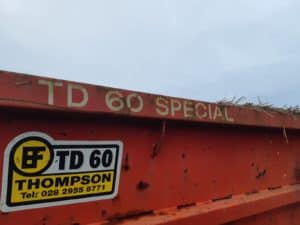 TD 60 SPECIAL
EF TD 60
THOMPSON
Tel: 028 2955 8771